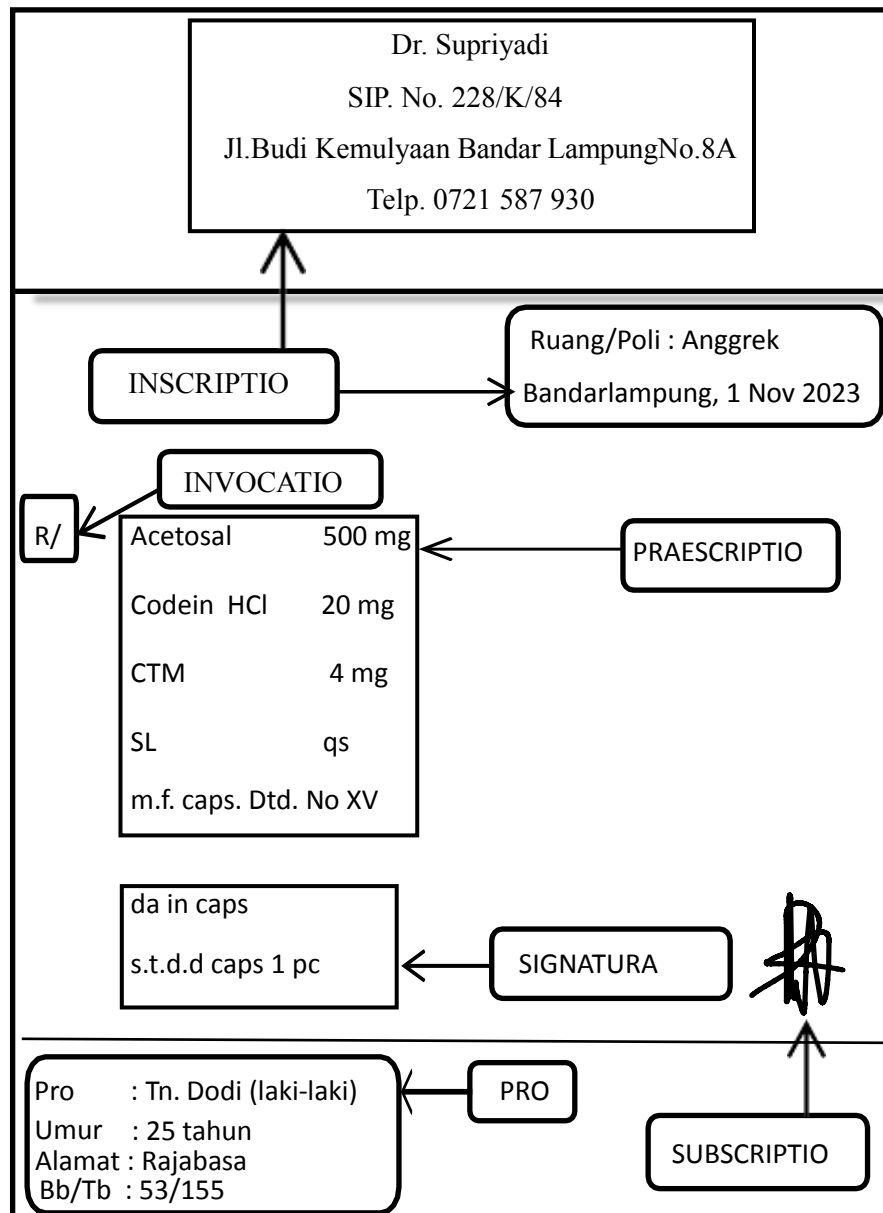 Dr. Supriyadi
SIP. No. 228/K/84
Jl.Budi Kemulyaan Bandar LampungNo.8A
Telp. 0721 587 930
INSCRIPTIO
Ruang/Poli : Anggrek
Bandarlampung, 1 Nov 2023
INVOCATIO
R/
Acetosal 500 mg
PRAESCRIPTIO
Codein HCl 20 mg
CTM 4 mg
SL qs
m.f. caps. Dtd. No XV
da in caps
s.t.d.d caps 1 pc
SIGNATURA
Pro : Tn. Dodi (laki-laki)
Umur : 25 tahun
Alamat : Rajabasa
Bb/Tb : 53/155
PRO
SUBSCRIPTIO